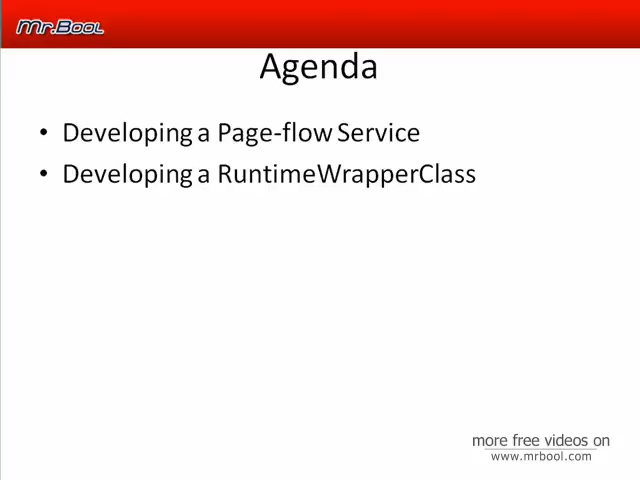 Mr.Bool
Agenda
• Developing a Page-flow Service
• Developing a RuntimeWrapperClass
more free videos on
www.mrbool.com